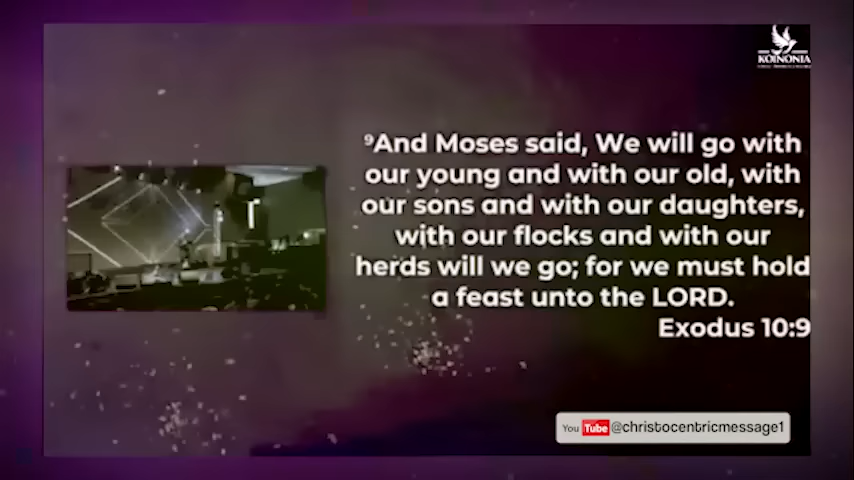 KOINONIA
⁹And Moses said, We will go with
our young and with our old, with
our sons and with our daughters,
with our flocks and with our
herds will we go; for we must hold
a feast unto the LORD.
Exodus 10:9
You Tube @christocentricmessage1